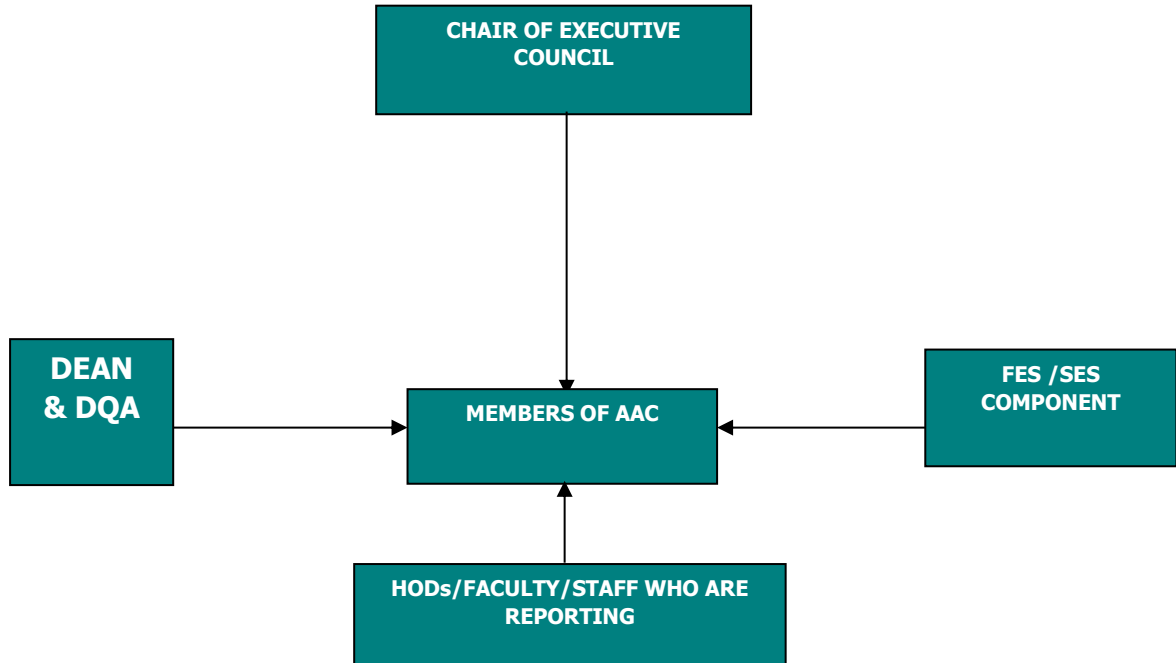 CHAIR OF EXECUTIVE
COUNCIL
DEAN
& DQA
MEMBERS OF AAC
FES /SES
COMPONENT
HODs/FACULTY/STAFF WHO ARE
REPORTING